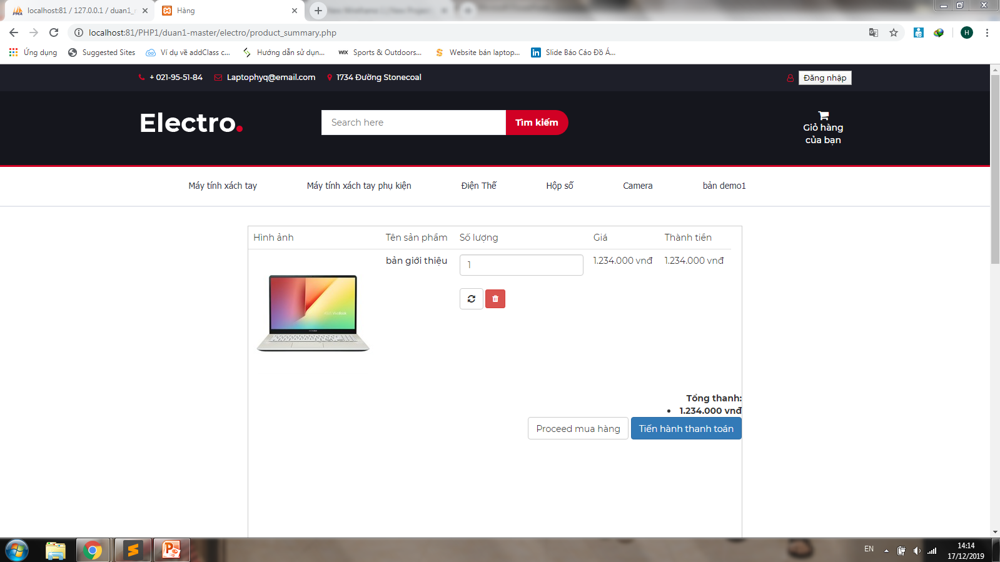 localhost:81 / 127.0.0.1 / duan1_
Hàng
localhost:81/PHP1/duan1-master/electro/product_summary.php
H
Ứng dụng
Suggested Sites
Ví dụ về addClass c...
Hướng dẫn sử dụn...
WIX Sports & Outdoors...
Website bán laptop...
in Slide Báo Cáo Đồ Á...
+ 021-95-51-84
Laptophyq@email.com
1734 Đường Stonecoal
Đăng nhập
Electro.
Search here
Tìm kiếm
Giỏ hàng
của bạn
Máy tính xách tay
Máy tính xách tay phụ kiện
Điện Thế
Hộp số
Camera
bản demo1
Hình ảnh
Tên sản phẩm
Số lượng
Giá
Thành tiền
bản giới thiệu
1
1.234.000 vnđ
1.234.000 vnđ
Tổng thanh:
• 1.234.000 vnđ
Proceed mua hàng
Tiến hành thanh toán
EN
14:14
17/12/2019